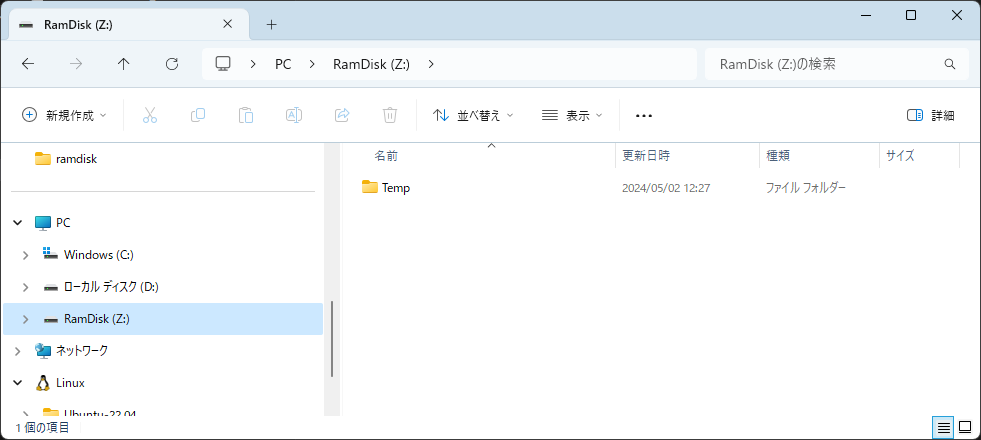 RamDisk (Z:)
PC RamDisk (Z:) RamDisk (Z:)の検索
新規作成 並べ替え 表示 詳細
ramdisk
PC
Windows (C:)
ローカル ディスク (D:)
RamDisk (Z:)
ネットワーク
Linux
Ubuntu-22.04
名前 更新日時 種類 サイズ
Temp 2024/05/02 12:27 ファイル フォルダー
1 個の項目